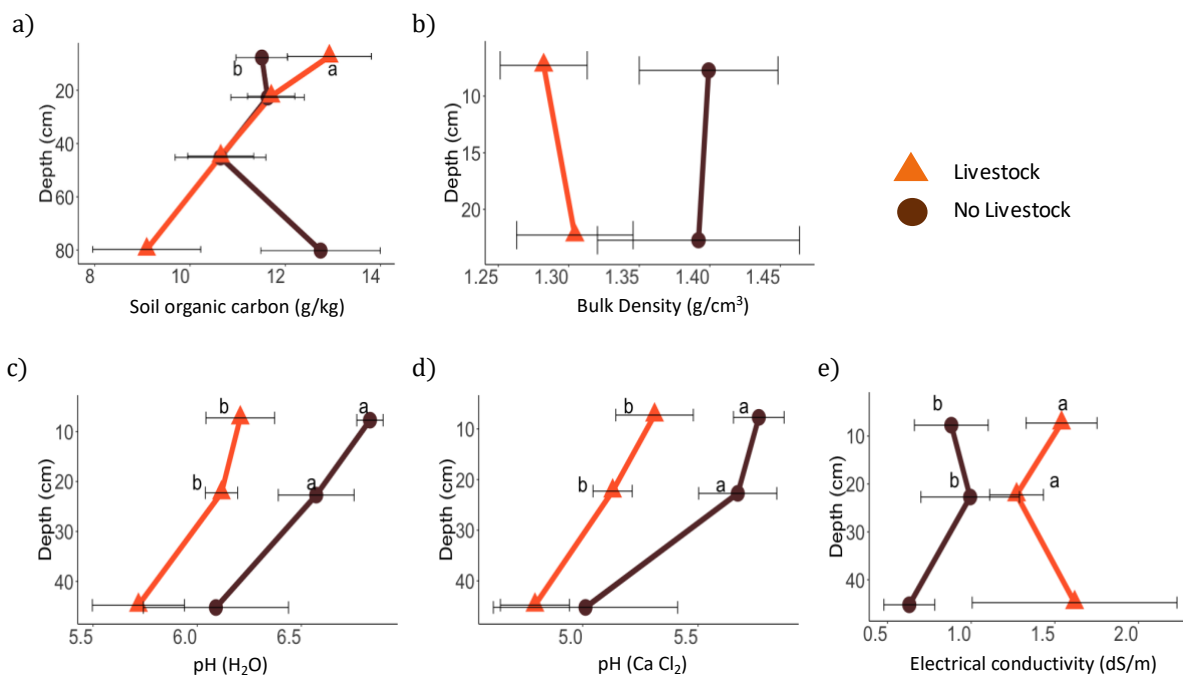 a)
b
a
20
40
60
80
8
10
12
14
Depth (cm)
Soil organic carbon (g/kg)
b)
10
15
20
1.25
1.30
1.35
1.40
1.45
Depth (cm)
Bulk Density (g/cm³)
Livestock
No Livestock
c)
b
a
b
a
10
20
30
40
5.5
6.0
6.5
Depth (cm)
pH (H₂O)
d)
b
a
b
a
10
20
30
40
5.0
5.5
Depth (cm)
pH (Ca Cl₂)
e)
b
a
b
a
10
20
30
40
0.5
1.0
1.5
2.0
Depth (cm)
Electrical conductivity (dS/m)